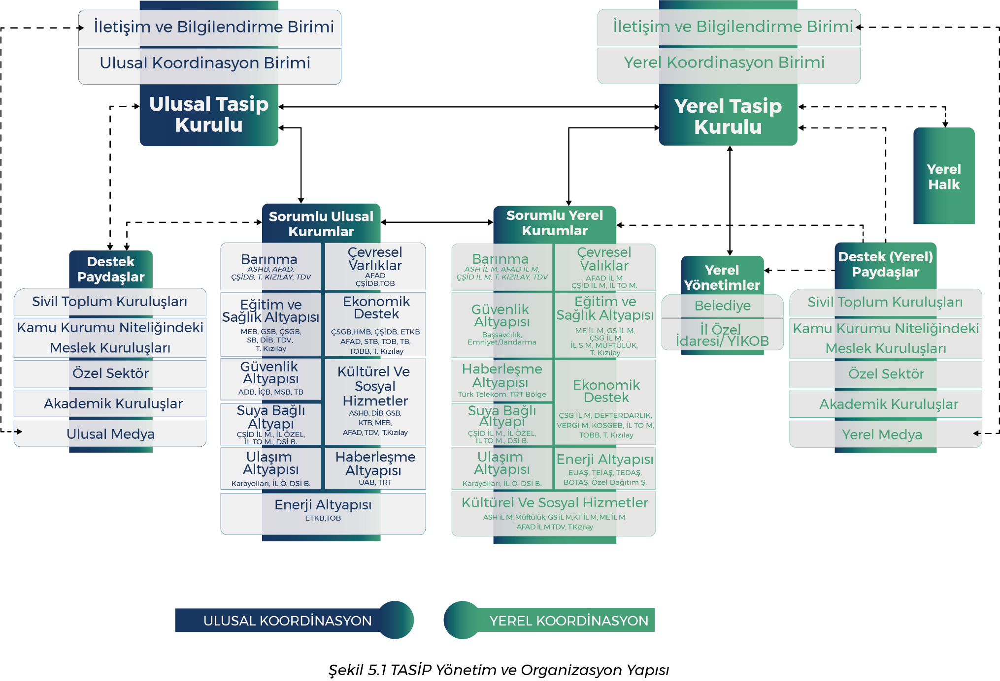 İletişim ve Bilgilendirme Birimi
Ulusal Koordinasyon Birimi
Ulusal Tasip
Kurulu
İletişim ve Bilgilendirme Birimi
Yerel Koordinasyon Birimi
Yerel Tasip
Kurulu
Yerel
Halk
Destek
Paydaşlar
Sivil Toplum Kuruluşları
Kamu Kurumu Niteliğindeki
Meslek Kuruluşları
Özel Sektör
Akademik Kuruluşlar
Ulusal Medya
Sorumlu Ulusal
Kurumlar
Barınma
ASHB, AFAD,
ÇŞİDB, T. KIZILAY, TDV
Çevresel
Varlıklar
AFAD
ÇŞİDB,TOB
Eğitim ve
Sağlık Altyapısı
MEB, GSB, ÇSGB,
SB, DİB, TDV,
T. Kızılay
Ekonomik
Destek
ÇSGB,HMB, ÇŞİDB, ETKB
AFAD, STB, TOB, TB,
TOBB, T. Kızılay
Güvenlik
Altyapısı
ADB, İÇB, MSB, TB
Kültürel Ve
Sosyal
Hizmetler
ASHB, DİB, GSB,
KTB, MEB,
AFAD, TDV, T.Kızılay
Suya Bağlı
Altyapı
ÇŞİD İL M., İL ÖZEL,
İL TO M., DSİ B.
Ulaşım
Altyapısı
Karayolları, İL Ö. DSİ B.
Haberleşme
Altyapısı
UAB, TRT
Enerji Altyapısı
ETKB,TOB
Sorumlu Yerel
Kurumlar
Barınma
ASH İL M, AFAD İL M,
ÇŞİD İL M, T. KIZILAY, TDV
Çevresel
Valıklar
AFAD İL M
ÇŞİD İL M, İL TO M.
Güvenlik
Altyapısı
Başsavcılık,
Emniyet/Jandarma
Eğitim ve
Sağlık Altyapısı
ME İL M, GS İL M,
ÇSG İL M,
İL S M, MÜFTÜLÜK,
T. Kızılay
Haberleşme
Altyapısı
Türk Telekom, TRT Bölge
Ekonomik
Destek
ÇSG İL M, DEFTERDARLIK,
VERGİ M, KOSGEB, İL TO M,
TOBB, T. Kızılay
Suya Bağlı
Altyapı
ÇŞİD İL M., İL ÖZEL,
İL TO M., DSİ B.
Ulaşım
Altyapısı
Karayolları, İL Ö. DSİ B.
Enerji Altyapısı
EUAŞ, TEİAŞ, TEDAŞ,
BOTAŞ, Özel Dağıtım Ş.
Kültürel Ve Sosyal Hizmetler
ASH iL M, Müftülük, GS iL M,KT İL M, ME İL M,
AFAD İL M,TDV, T.Kızılay
Yerel
Yönetimler
Belediye
İl Özel
İdaresi/ YİKOB
Destek (Yerel)
Paydaşlar
Sivil Toplum Kuruluşları
Kamu Kurumu Niteliğindeki
Meslek Kuruluşları
Özel Sektör
Akademik Kuruluşlar
Yerel Medya
ULUSAL KOORDİNASYON
YEREL KOORDİNASYON
Şekil 5.1 TASİP Yönetim ve Organizasyon Yapısı